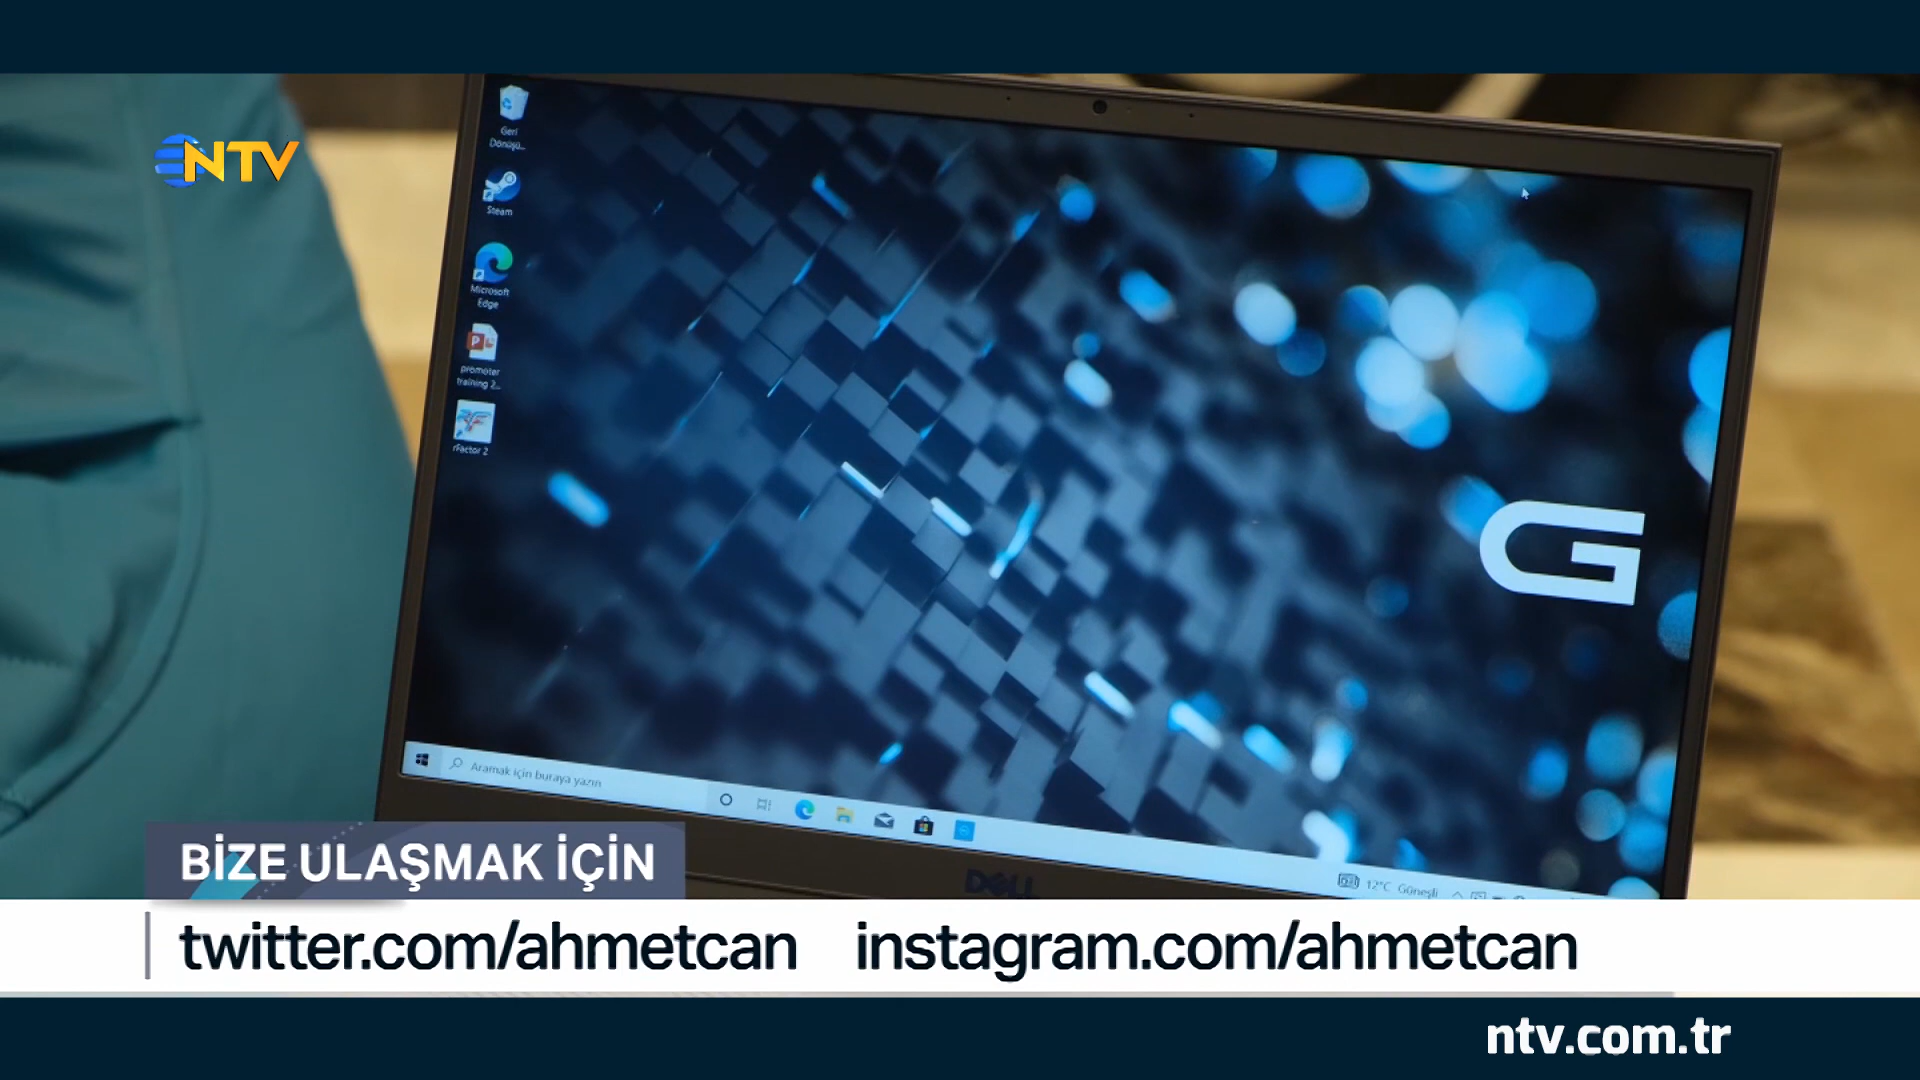 NTV
Geri
Dönüşü...
Steam
Microsoft
Edge
promoter
training 2...
rFactor 2
G
Aramak için buraya yazın
12°C Güneşli
DELL
BİZE ULAŞMAK İÇİN
twitter.com/ahmetcan instagram.com/ahmetcan
ntv.com.tr